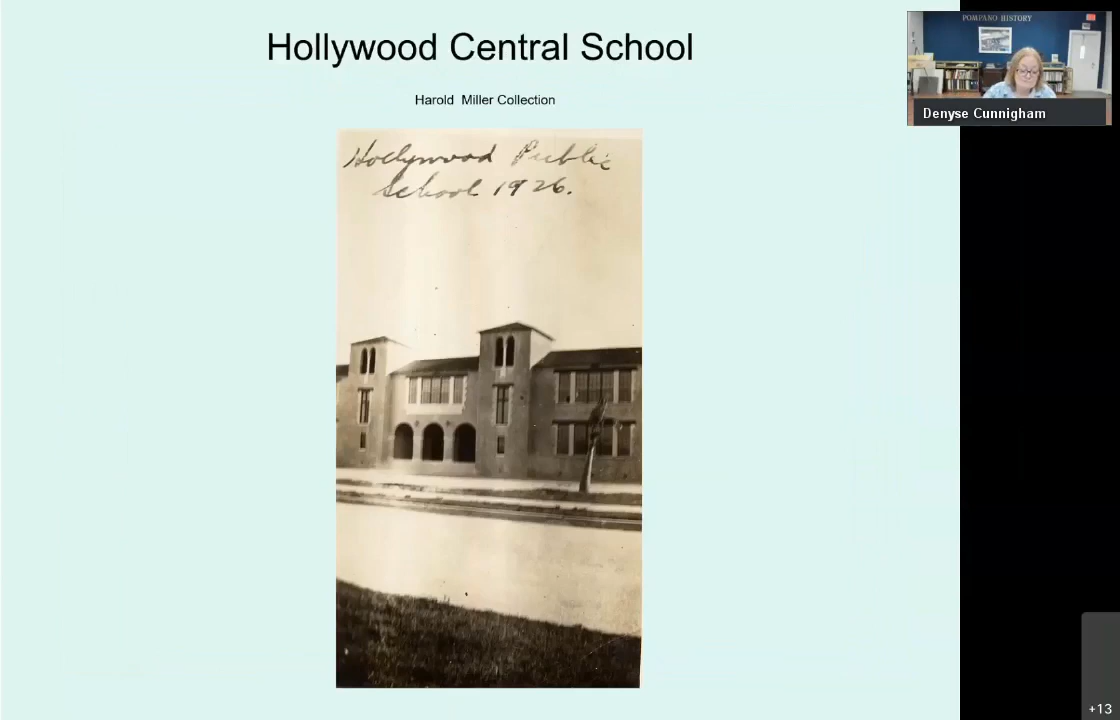 Hollywood Central School
Harold Miller Collection
Hollywood Public
School 1926.
POMPANO HISTORY
Denyse Cunnigham
+13